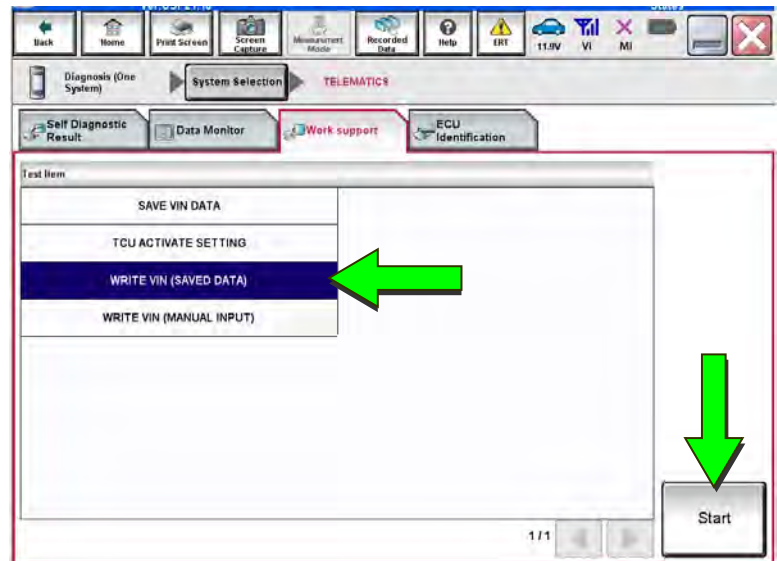 Back Home Print Screen Screen Capture Measurement Mode Recorded Data Help ERT 11.9V VI MI
Diagnosis (One System) System Selection TELEMATICS
Self Diagnostic Result Data Monitor Work support ECU Identification
Test Item
SAVE VIN DATA
TCU ACTIVATE SETTING
WRITE VIN (SAVED DATA)
WRITE VIN (MANUAL INPUT)
Start
1/1